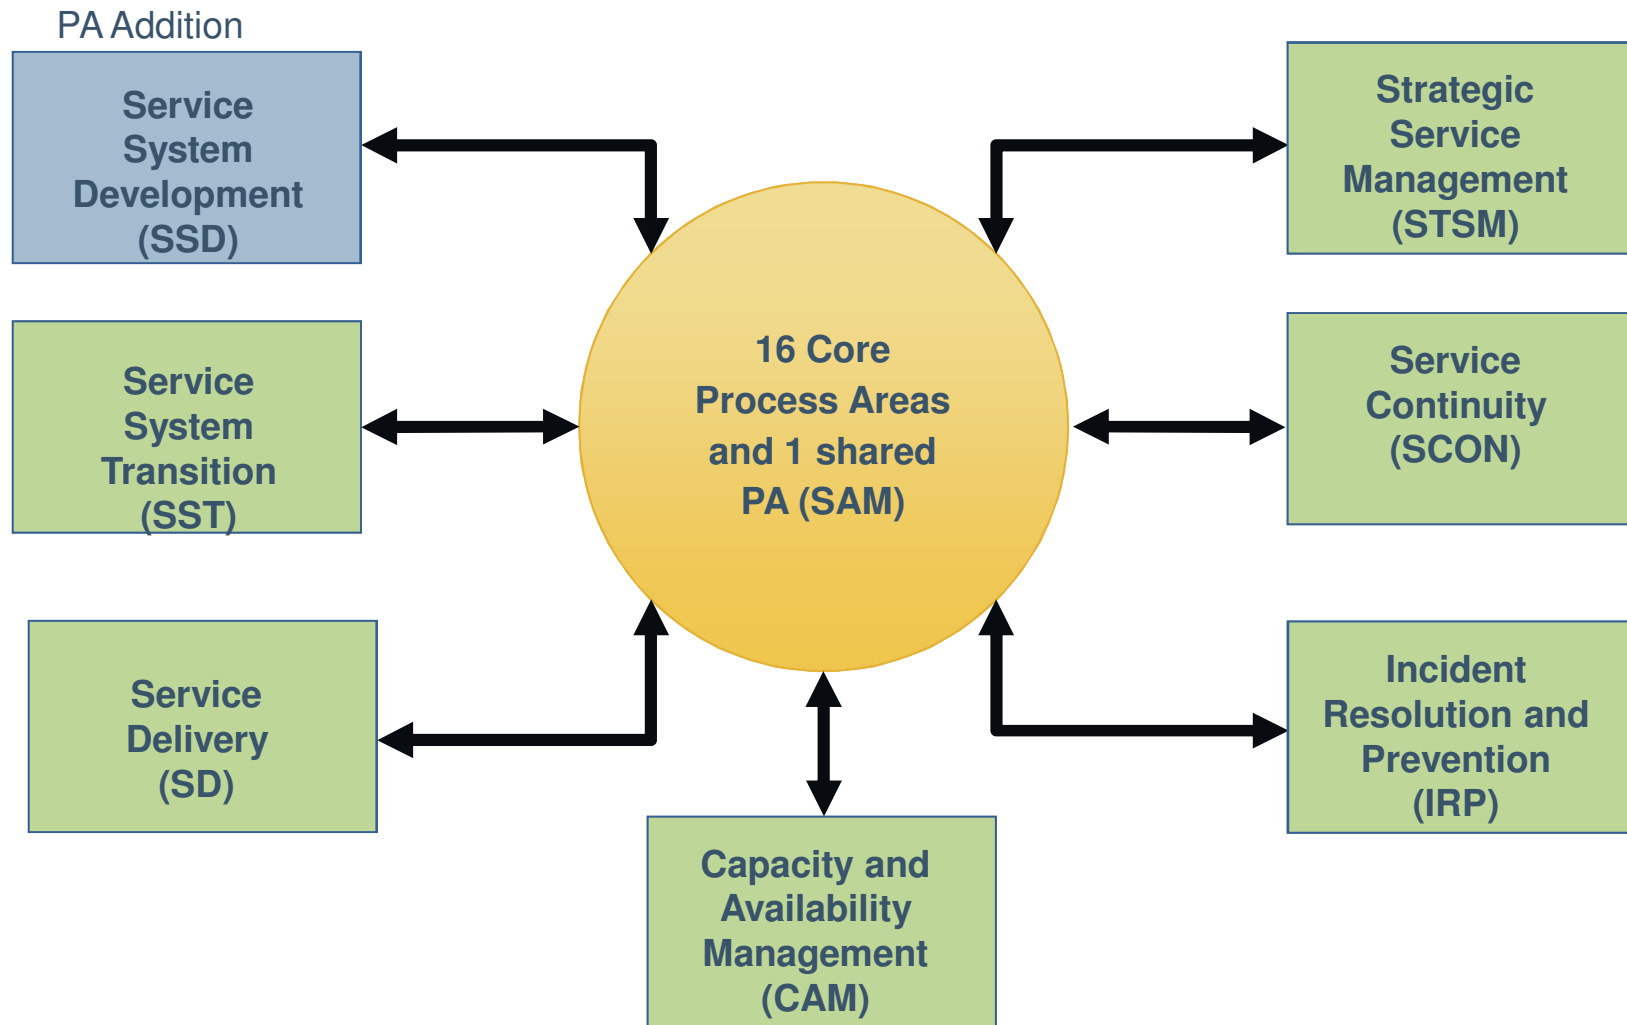 PA Addition
Service
System
Development
(SSD)
Strategic
Service
Management
(STSM)
Service
System
Transition
(SST)
16 Core
Process Areas
and 1 shared
PA (SAM)
Service
Continuity
(SCON)
Service
Delivery
(SD)
Incident
Resolution and
Prevention
(IRP)
Capacity and
Availability
Management
(CAM)